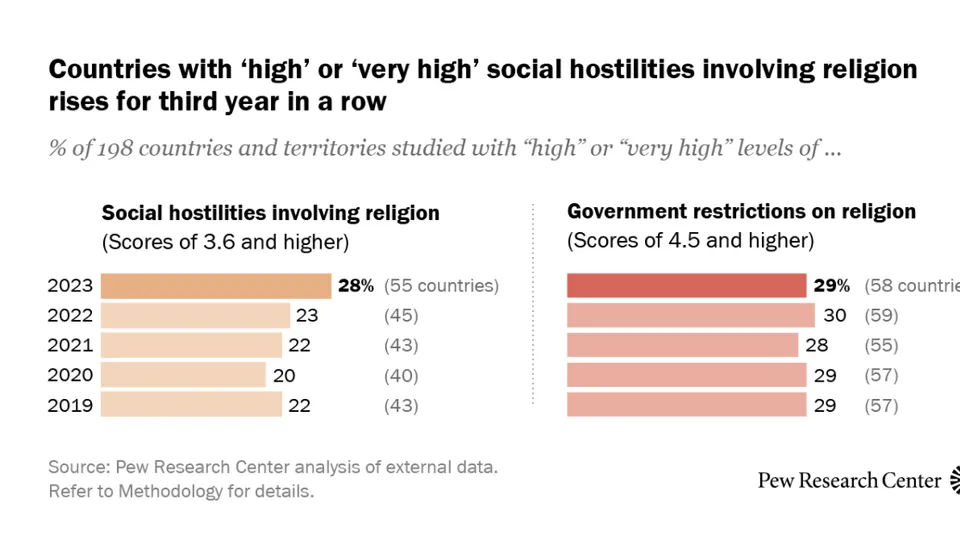 Countries with ‘high’ or ‘very high’ social hostilities involving religion
rises for third year in a row
% of 198 countries and territories studied with “high” or “very high” levels of ...
Social hostilities involving religion
(Scores of 3.6 and higher)
2023 28% (55 countries)
2022 23 (45)
2021 22 (43)
2020 20 (40)
2019 22 (43)
Government restrictions on religion
(Scores of 4.5 and higher)
29% (58 countrie
30 (59)
28 (55)
29 (57)
29 (57)
Source: Pew Research Center analysis of external data.
Refer to Methodology for details.
Pew Research Center